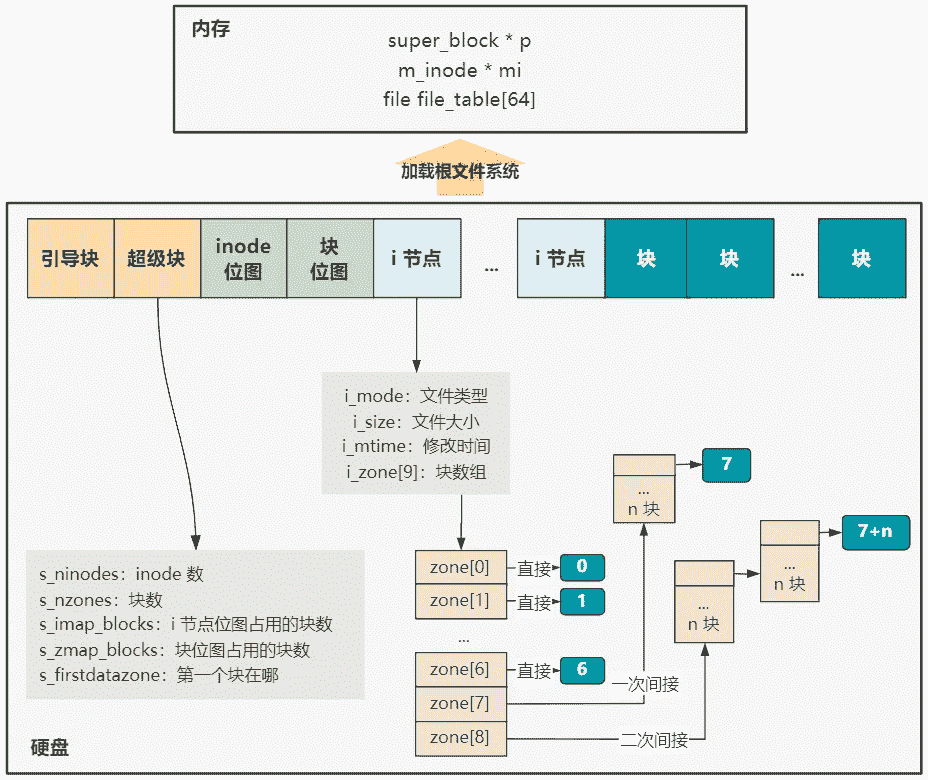 内存
super_block * p
m_inode * mi
file file_table[64]
加载根文件系统
引导块
超级块
inode
位图
块
位图
i 节点
...
i 节点
块
块
...
块
i_mode：文件类型
i_size：文件大小
i_mtime：修改时间
i_zone[9]：块数组
s_ninodes：inode 数
s_nzones：块数
s_imap_blocks：i 节点位图占用的块数
s_zmap_blocks：块位图占用的块数
s_firstdatazone：第一个块在哪
zone[0]
直接
0
zone[1]
直接
1
...
zone[6]
直接
6
zone[7]
一次间接
zone[8]
二次间接
...
n 块
7
...
n 块
...
n 块
7+n
硬盘